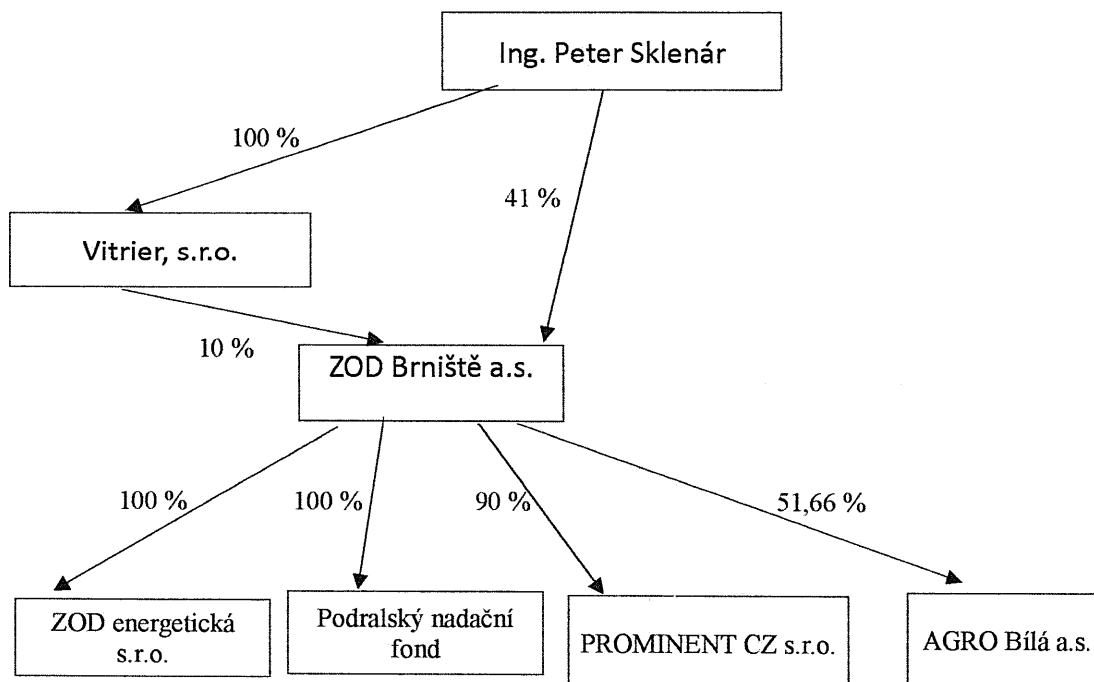 Ing. Peter Sklenár
100 %
41 %
Vitrier, s.r.o.
10 %
ZOD Brniště a.s.
100 %
100 %
90 %
51,66 %
ZOD energetická
s.r.o.
Podralský nadační
fond
PROMINENT CZ s.r.o.
AGRO Bílá a.s.